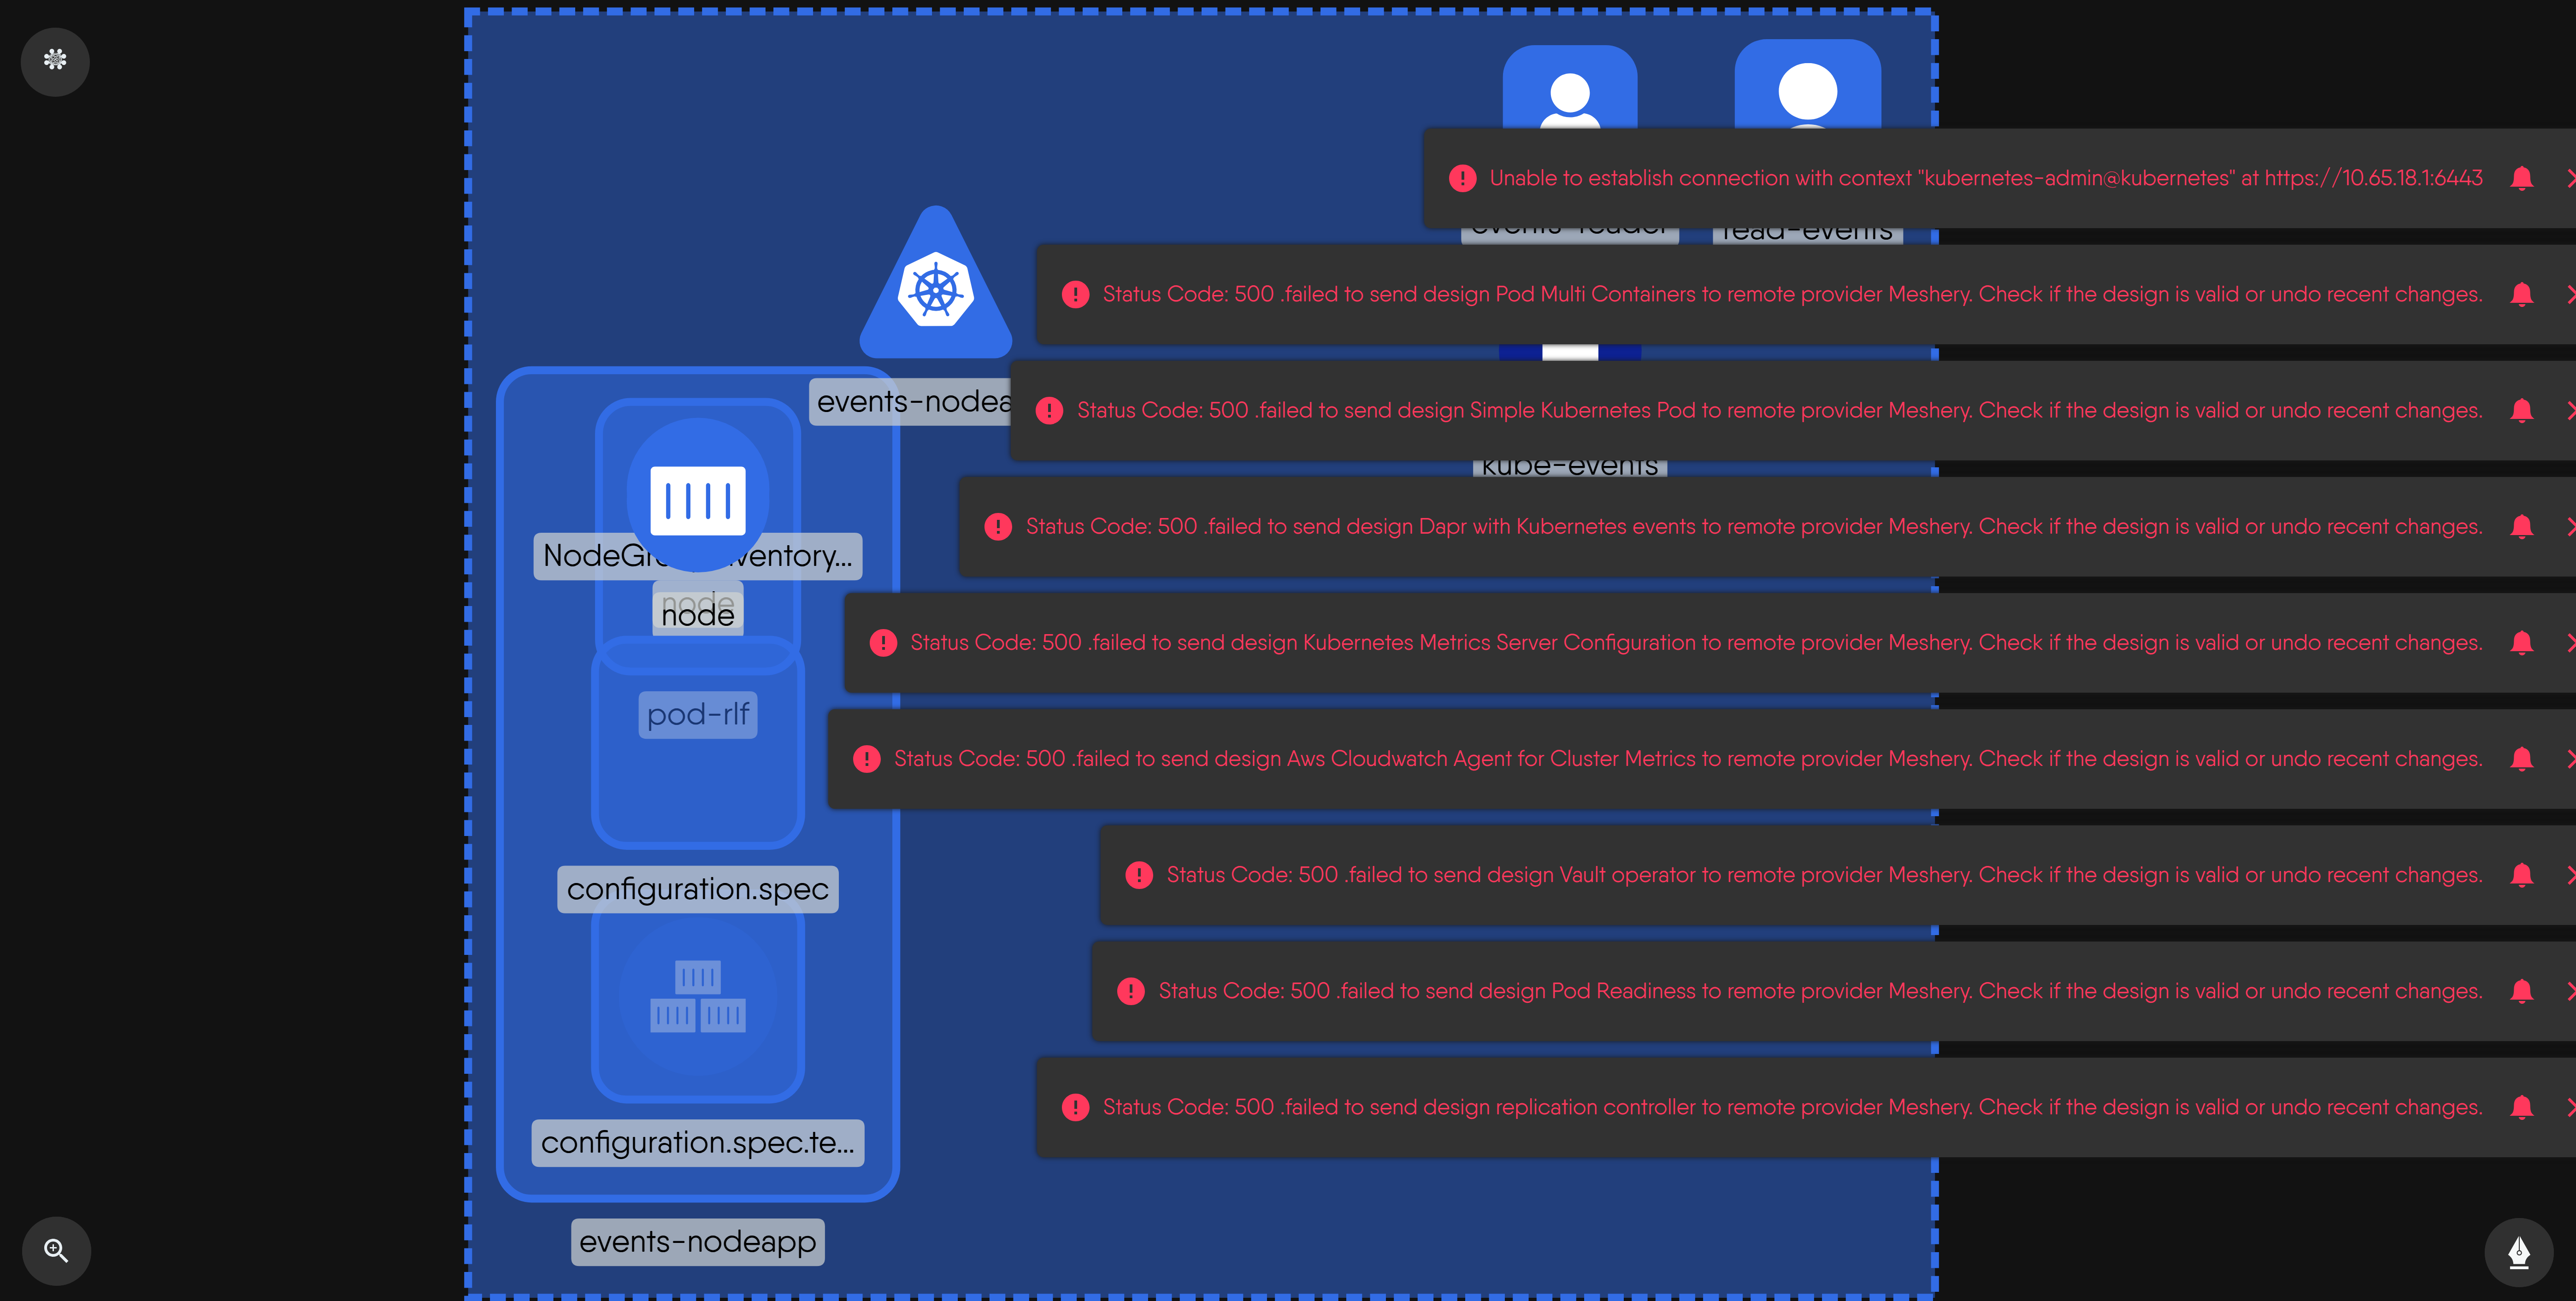 Unable to establish connection with context "kubernetes-admin@kubernetes" at https://10.65.18.1:6443
events-reader
read-events
Status Code: 500 .failed to send design Pod Multi Containers to remote provider Meshery. Check if the design is valid or undo recent changes.
events-nodea
Status Code: 500 .failed to send design Simple Kubernetes Pod to remote provider Meshery. Check if the design is valid or undo recent changes.
kube-events
Status Code: 500 .failed to send design Dapr with Kubernetes events to remote provider Meshery. Check if the design is valid or undo recent changes.
node
node
Status Code: 500 .failed to send design Kubernetes Metrics Server Configuration to remote provider Meshery. Check if the design is valid or undo recent changes.
pod-rlf
Status Code: 500 .failed to send design Aws Cloudwatch Agent for Cluster Metrics to remote provider Meshery. Check if the design is valid or undo recent changes.
configuration.spec
Status Code: 500 .failed to send design Vault operator to remote provider Meshery. Check if the design is valid or undo recent changes.
Status Code: 500 .failed to send design Pod Readiness to remote provider Meshery. Check if the design is valid or undo recent changes.
Status Code: 500 .failed to send design replication controller to remote provider Meshery. Check if the design is valid or undo recent changes.
configuration.spec.te...
events-nodeapp